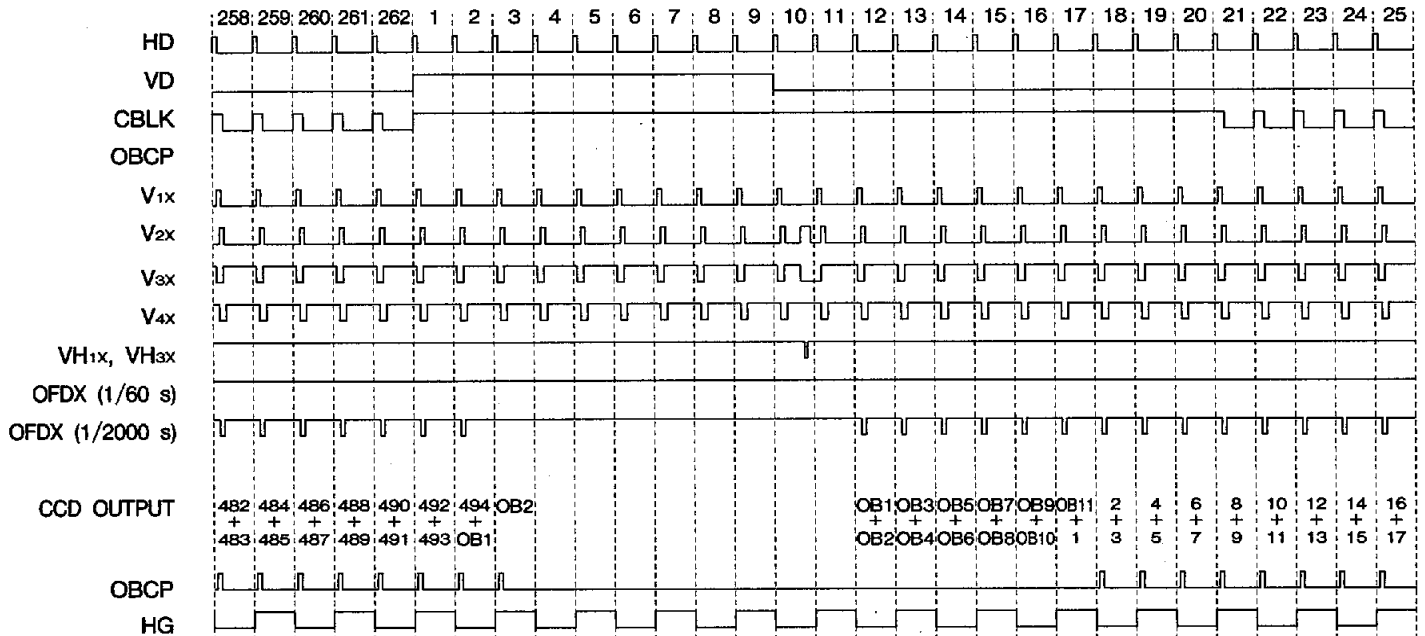 258 259 260 261 262 1 2 3 4 5 6 7 8 9 10 11 12 13 14 15 16 17 18 19 20 21 22 23 24 25
HD
VD
CBLK
OBCP
V1X
V2X
V3X
V4X
VH1X, VH3X
OFDX (1/60 s)
OFDX (1/2000 s)
CCD OUTPUT 482 484 486 488 490 492 494 OB2 OB1 OB3 OB5 OB7 OB9 OB11 2 4 6 8 10 12 14 16
+ + + + + + + + + + + + + + + + + + + + +
483 485 487 489 491 493 OB1 OB2 OB4 OB6 OB8 OB10 1 3 5 7 9 11 13 15 17
OBCP
HG